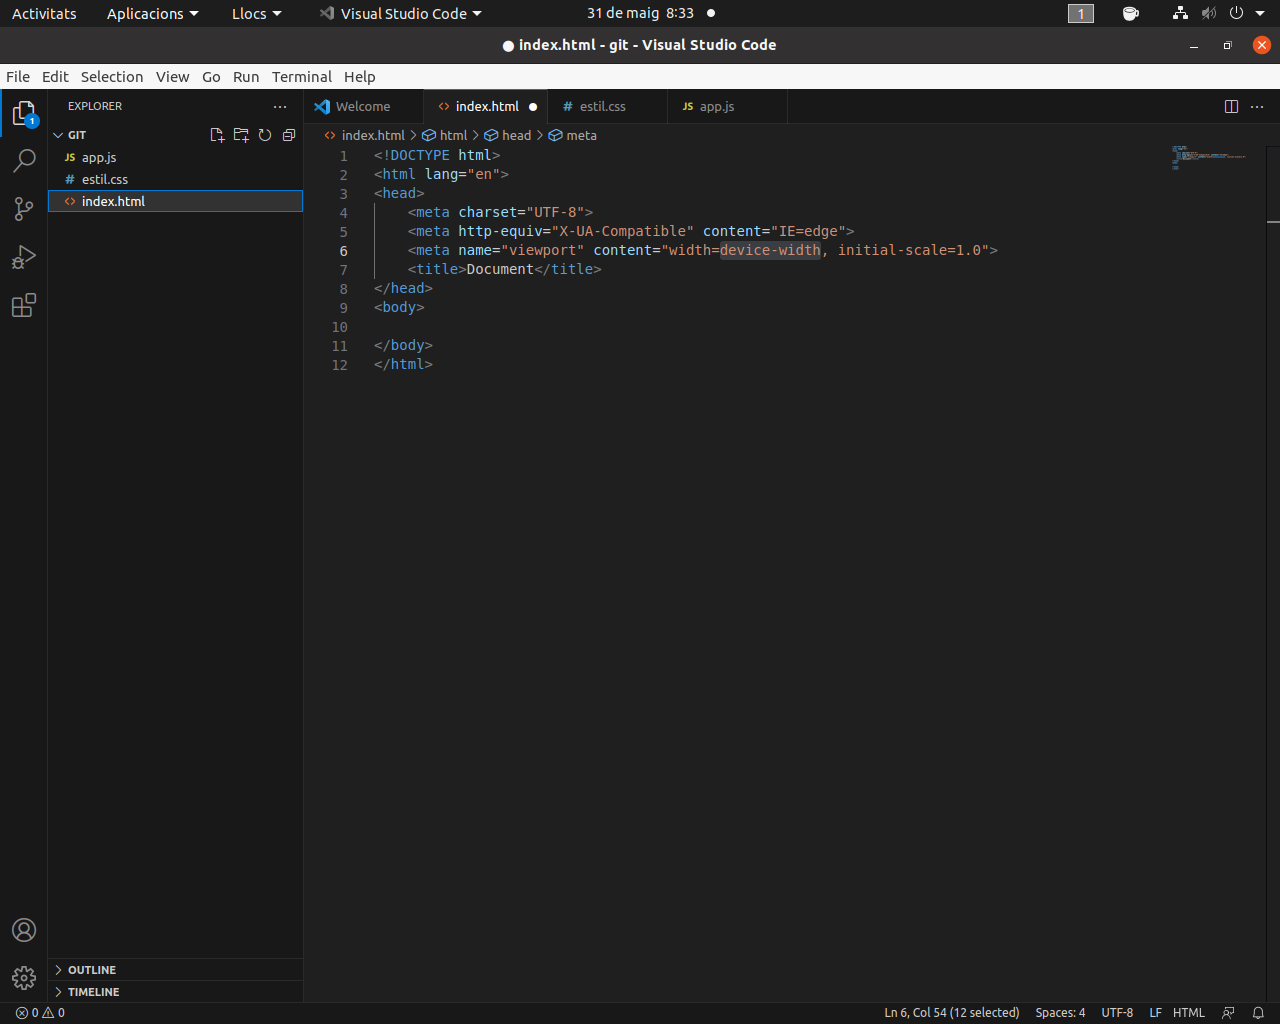 Activitats Aplicacions Llocs Visual Studio Code 31 de maig 8:33 1
index.html - git - Visual Studio Code
File Edit Selection View Go Run Terminal Help
EXPLORER
Welcome index.html estil.css app.js
1
GIT
app.js
estil.css
index.html
index.html html head meta
1 <!DOCTYPE html>
2 <html lang="en">
3 <head>
4 <meta charset="UTF-8">
5 <meta http-equiv="X-UA-Compatible" content="IE=edge">
6 <meta name="viewport" content="width=device-width, initial-scale=1.0">
7 <title>Document</title>
8 </head>
9 <body>
10
11 </body>
12 </html>
OUTLINE
TIMELINE
0 0 Ln 6, Col 54 (12 selected) Spaces: 4 UTF-8 LF HTML